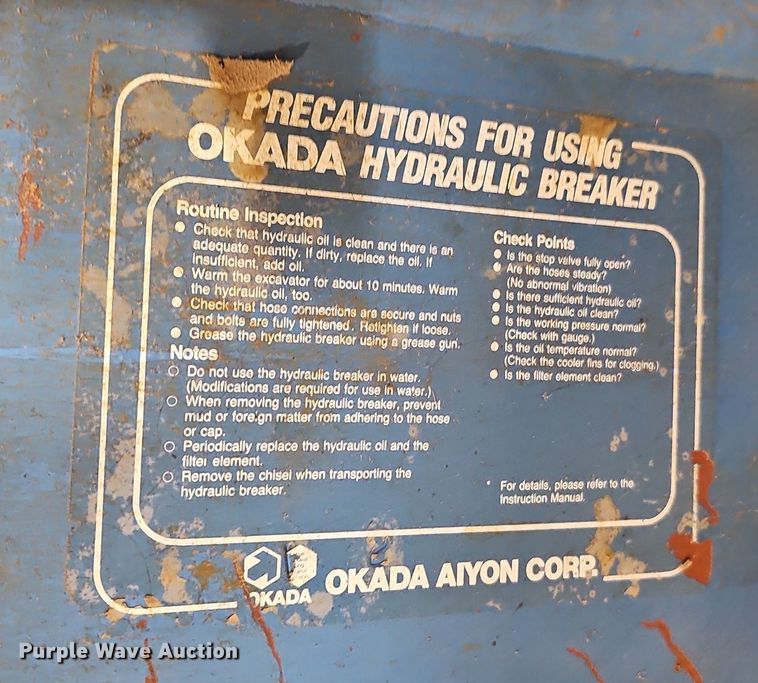 PRECAUTIONS FOR USING
OKADA HYDRAULIC BREAKER
Routine Inspection
● Check that hydraulic oil is clean and there is an
adequate quantity. If dirty, replace the oil. If
insufficient, add oil.
● Warm the excavator for about 10 minutes. Warm
the hydraulic oil, too.
● Check that hose connections are secure and nuts
and bolts are fully tightened. Retighten if loose.
● Grease the hydraulic breaker using a grease gun.
Notes
○ Do not use the hydraulic breaker in water.
(Modifications are required for use in water.)
○ When removing the hydraulic breaker, prevent
mud or foreign matter from adhering to the hose
or cap.
○ Periodically replace the hydraulic oil and the
filter element.
○ Remove the chisel when transporting the
hydraulic breaker.
Check Points
● Is the stop valve fully open?
● Are the hoses steady?
(No abnormal vibration)
● Is there sufficient hydraulic oil?
● Is the hydraulic oil clean?
● Is the working pressure normal?
(Check with gauge.)
● Is the oil temperature normal?
(Check the cooler fins for clogging.)
● Is the filter element clean?
* For details, please refer to the
Instruction Manual.
OKADA
OKADA AIYON CORP.
Purple Wave Auction